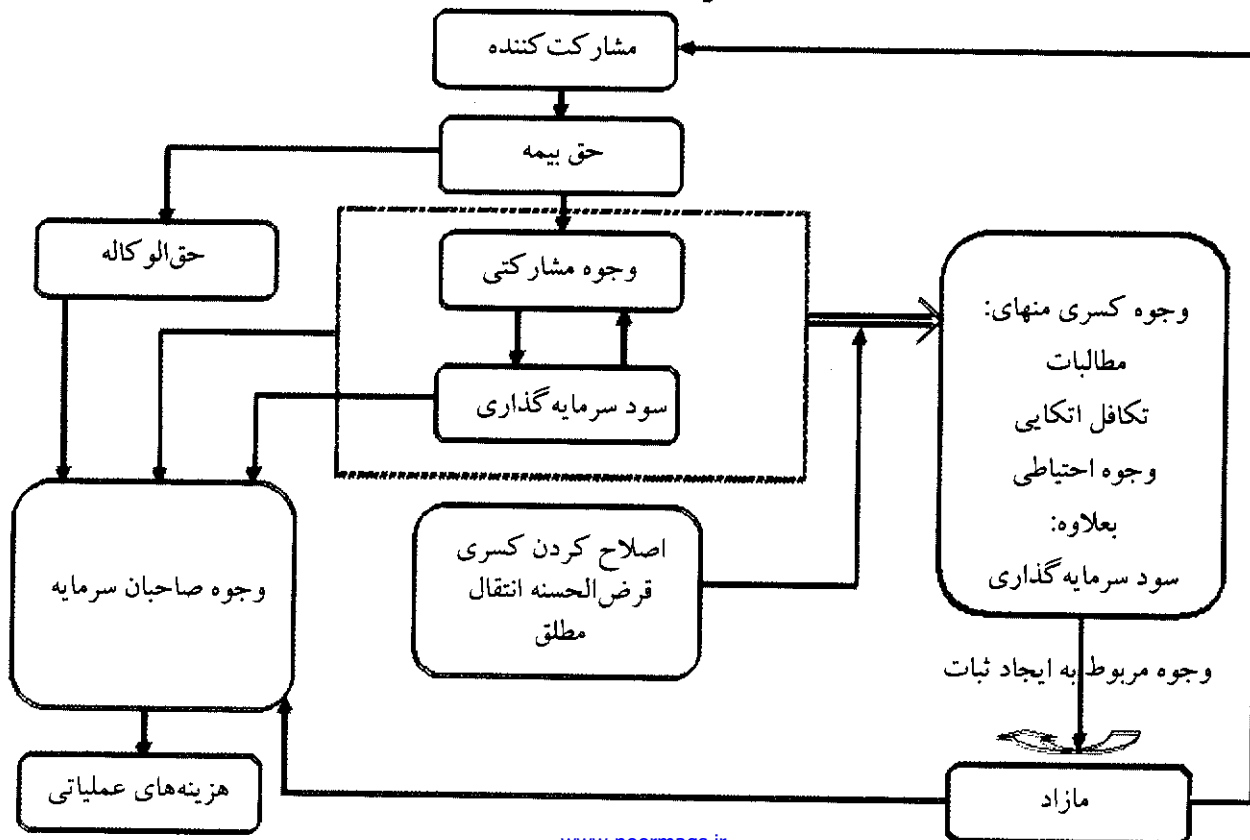 مشارکت‌کننده
حق بیمه
حق‌الوکاله
وجوه مشارکتی
سود سرمایه‌گذاری
وجوه کسری منهای:
مطالبات
تکافل اتکایی
وجوه احتیاطی
بعلاوه:
سود سرمایه‌گذاری
اصلاح کردن کسری
قرض‌الحسنه انتقال
مطلق
وجوه صاحبان سرمایه
وجوه مربوط به ایجاد ثبات
هزینه‌های عملیاتی
مازاد